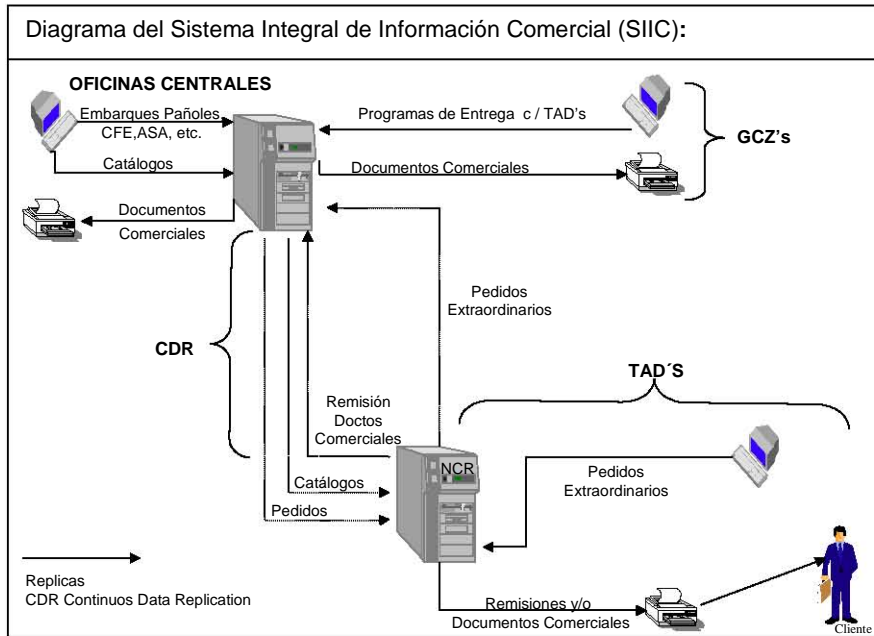 Diagrama del Sistema Integral de Información Comercial (SIIC):
OFICINAS CENTRALES
Embarques Pañoles
CFE,ASA, etc.
Catálogos
Documentos
Comerciales
Programas de Entrega c / TAD's
Documentos Comerciales
GCZ's
Pedidos
Extraordinarios
CDR
TAD´S
Remisión
Doctos
Comerciales
NCR
Catálogos
Pedidos
Pedidos
Extraordinarios
Replicas
CDR Continuos Data Replication
Remisiones y/o
Documentos Comerciales
Cliente